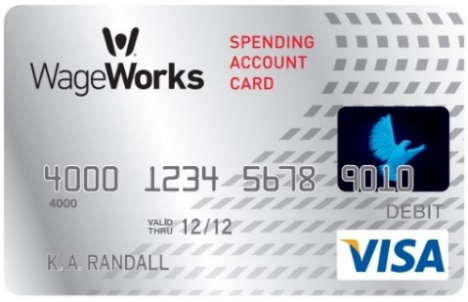 WageWorks
SPENDING
ACCOUNT
CARD
4000 1234 5678 9010
4000
DEBIT
VALID
THRU 12/12
K. A. RANDALL
VISA